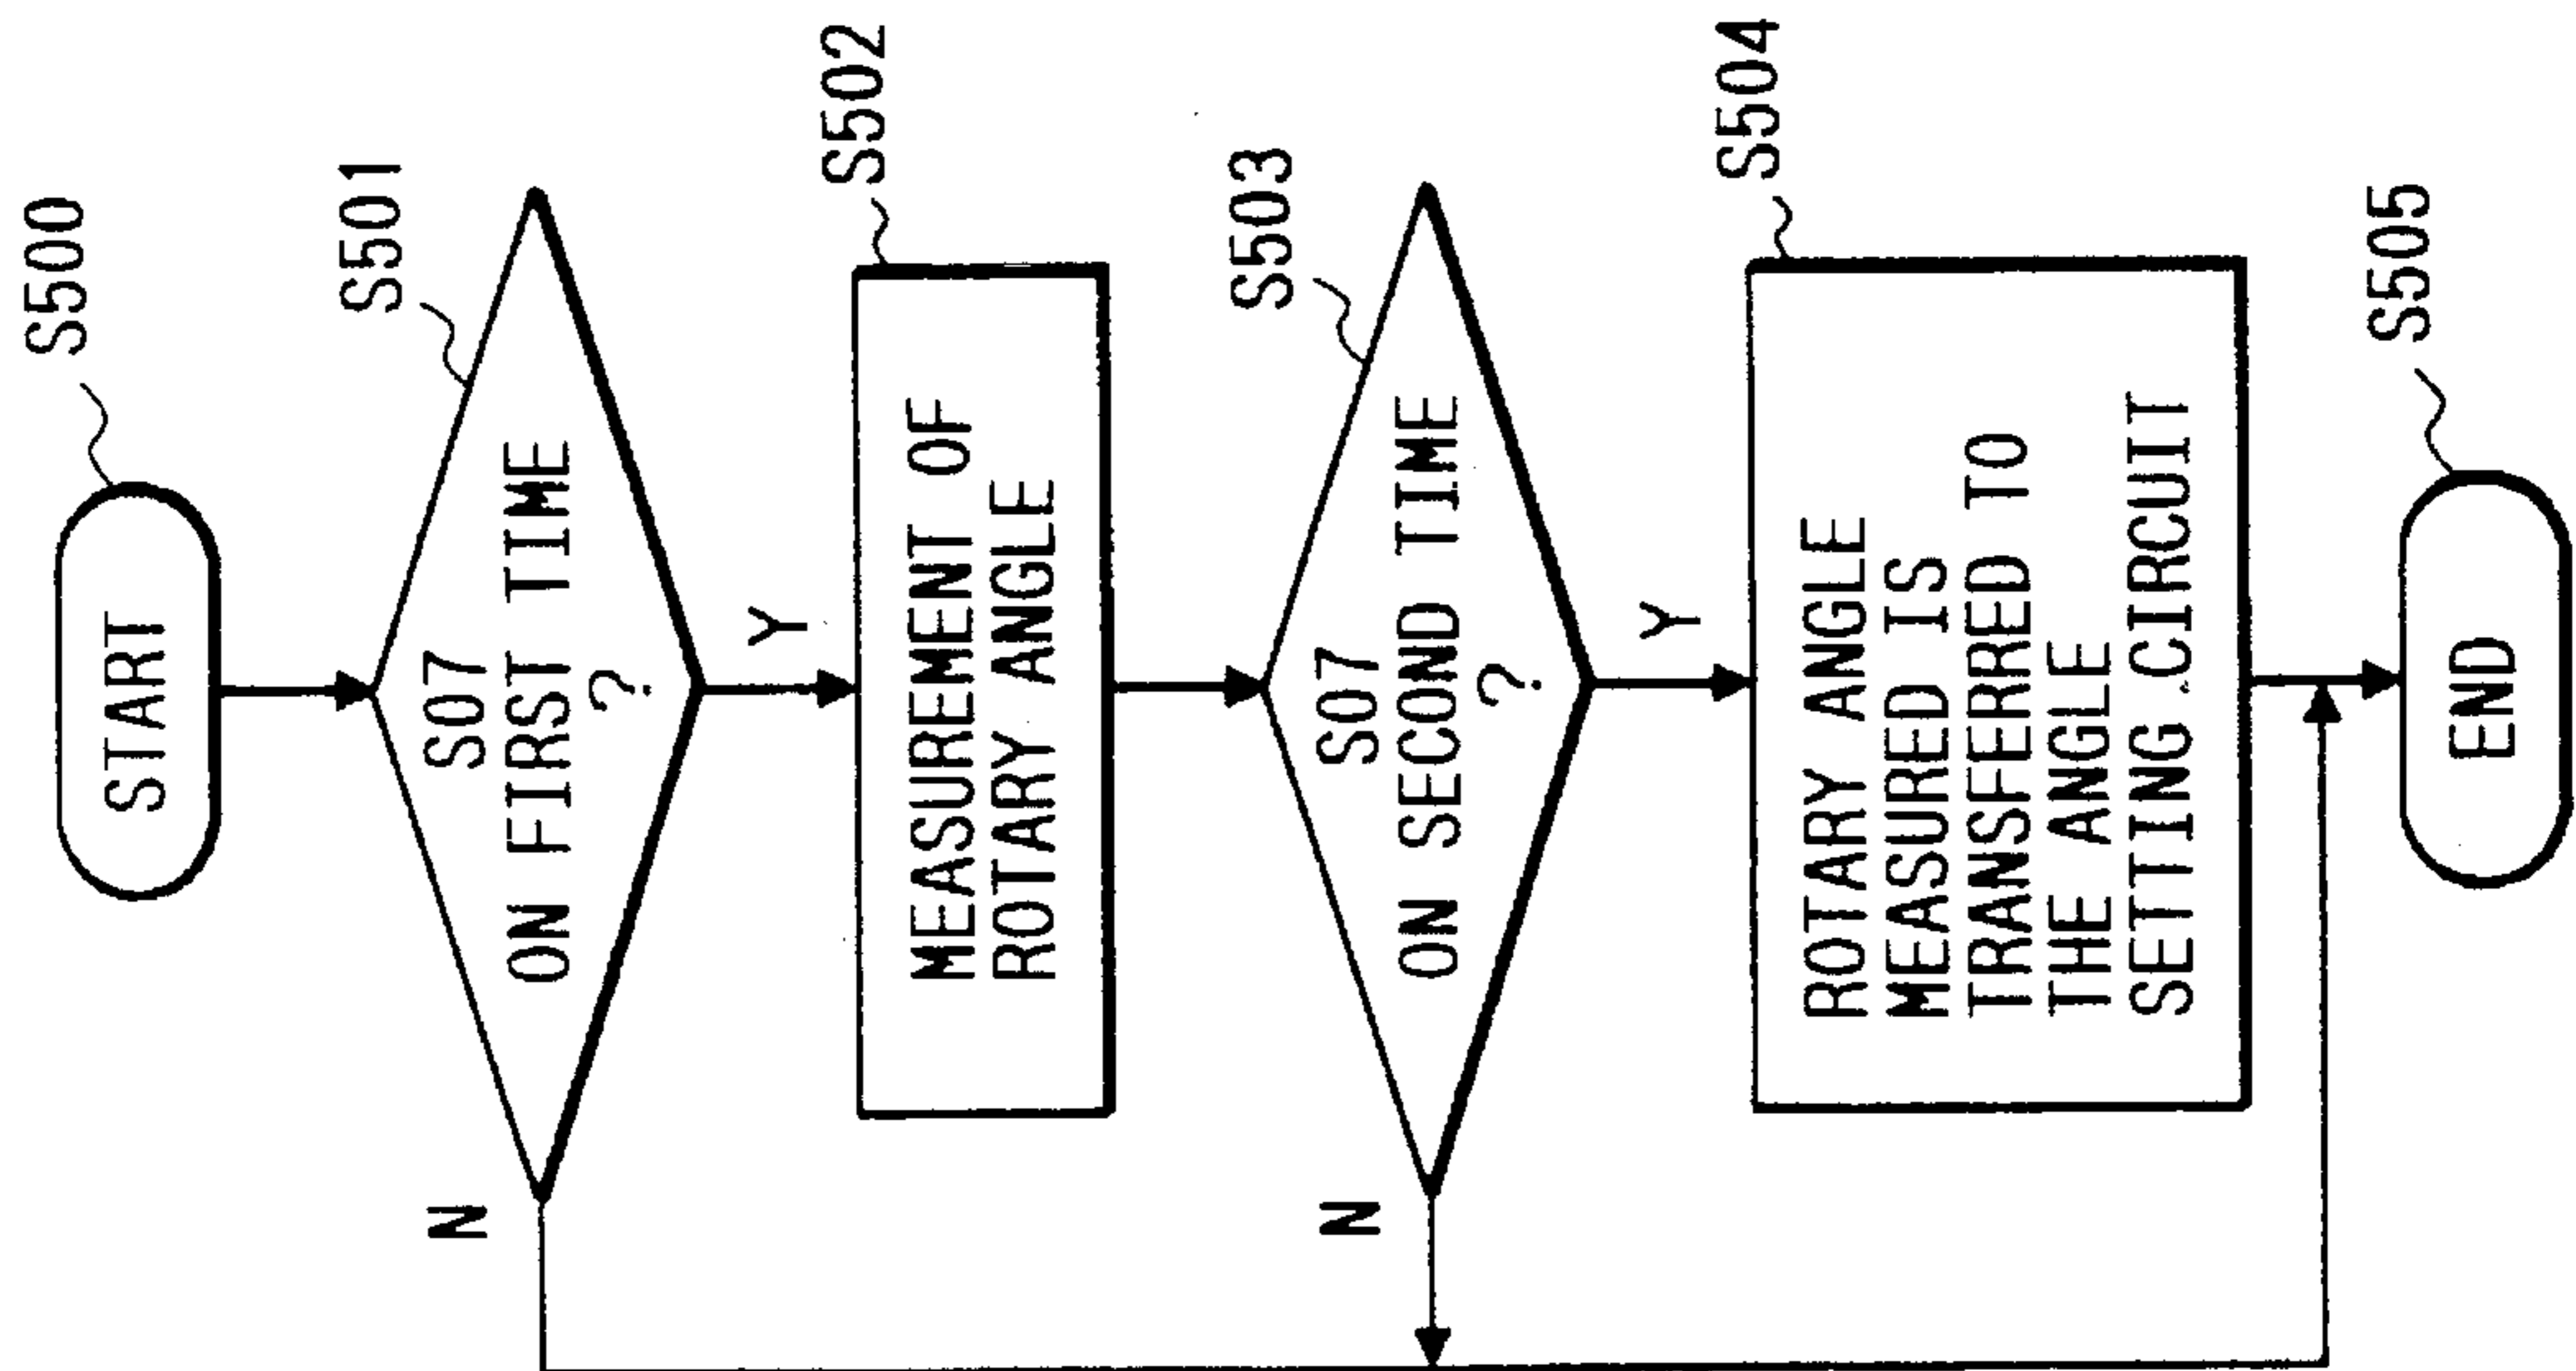 S500
START
S501
S07
ON FIRST TIME
?
N
Y
S502
MEASUREMENT OF
ROTARY ANGLE
S503
S07
ON SECOND TIME
?
N
Y
S504
ROTARY ANGLE
MEASURED IS
TRANSFERRED TO
THE ANGLE
SETTING CIRCUIT
S505
END